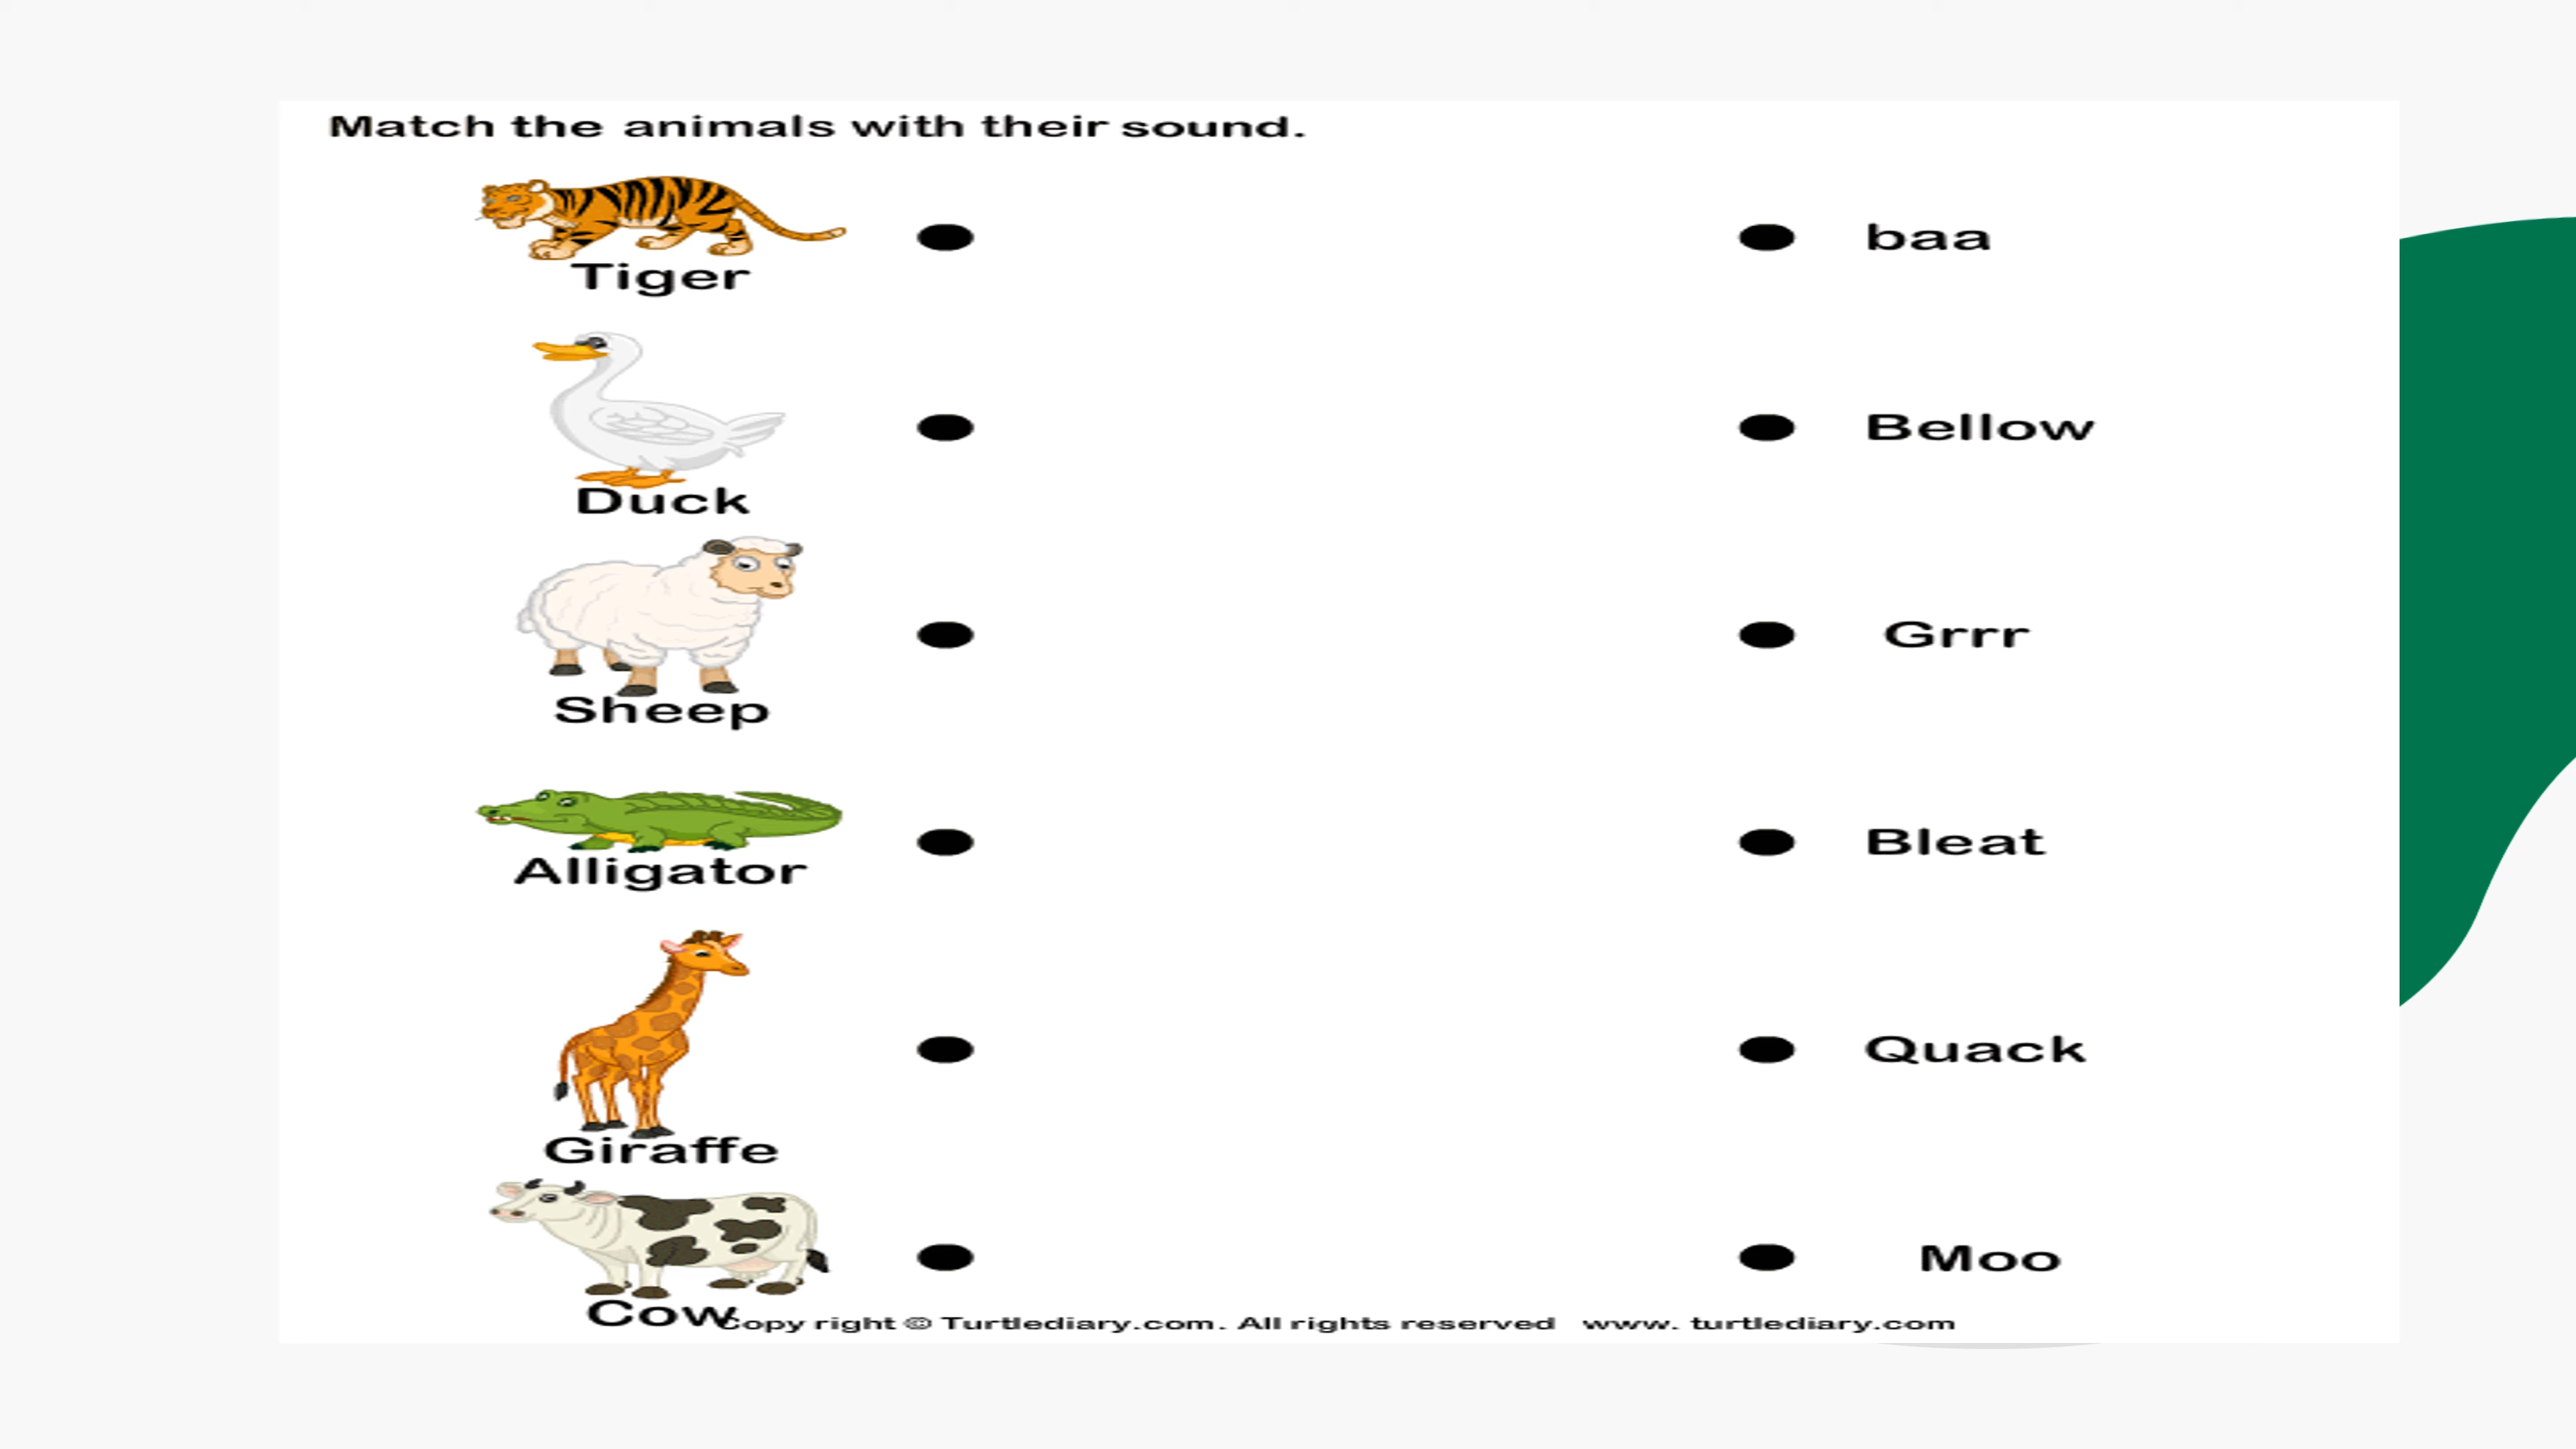 Match the animals with their sound.
Tiger
baa
Duck
Bellow
Sheep
Grrr
Alligator
Bleat
Giraffe
Quack
Cow
Moo
Copy right © Turtlediary.com. All rights reserved www. turtlediary.com